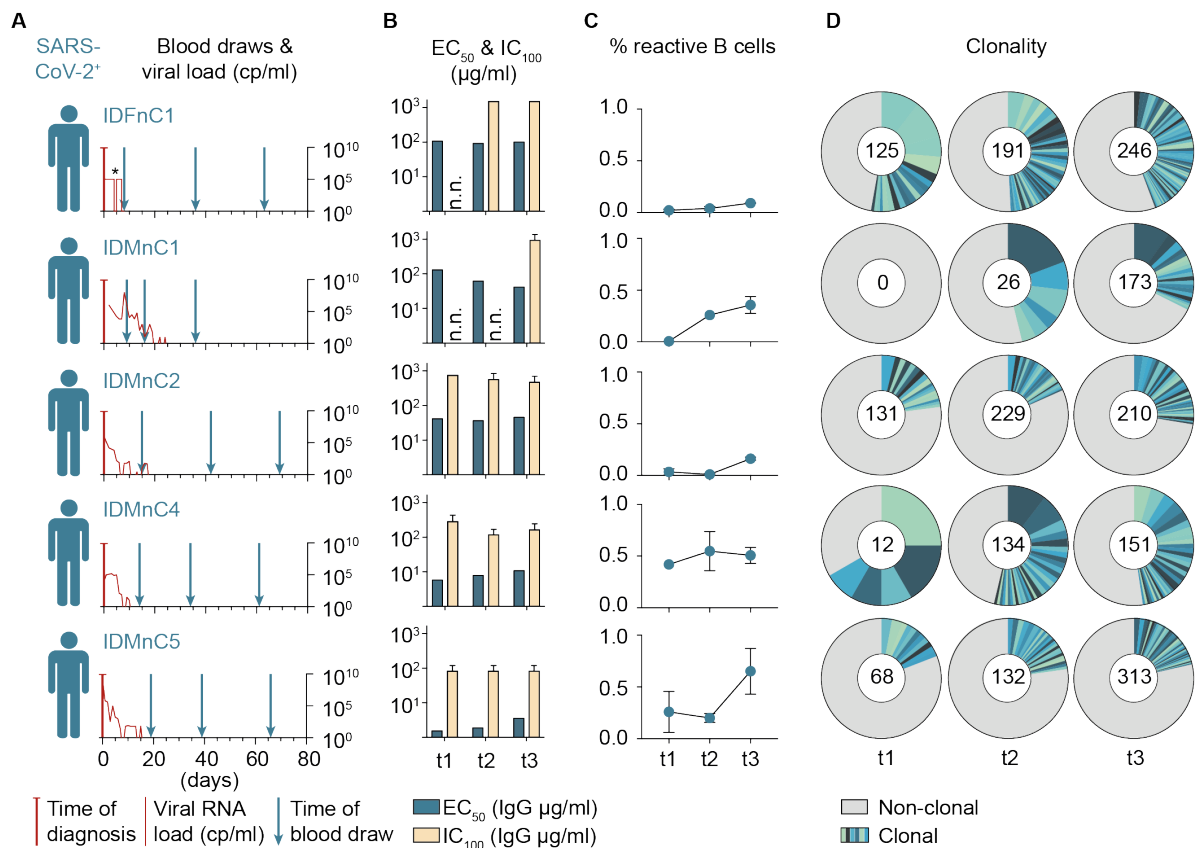 A
B
C
D
SARS-
CoV-2⁺
Blood draws &
viral load (cp/ml)
EC₅₀ & IC₁₀₀
(µg/ml)
% reactive B cells
Clonality
IDFnC1
*
10¹⁰
10⁵
10⁰
10³
10²
10¹
n.n.
1.0
0.5
0.0
125
191
246
IDMnC1
10¹⁰
10⁵
10⁰
10³
10²
10¹
n.n.
n.n.
1.0
0.5
0.0
0
26
173
IDMnC2
10¹⁰
10⁵
10⁰
10³
10²
10¹
1.0
0.5
0.0
131
229
210
IDMnC4
10¹⁰
10⁵
10⁰
10³
10²
10¹
1.0
0.5
0.0
12
134
151
IDMnC5
10¹⁰
10⁵
10⁰
10³
10²
10¹
1.0
0.5
0.0
68
132
313
0 20 40 60 80
(days)
t1 t2 t3
t1 t2 t3
t1 t2 t3
Time of
diagnosis
Viral RNA
load (cp/ml)
Time of
blood draw
EC₅₀ (IgG µg/ml)
IC₁₀₀ (IgG µg/ml)
Non-clonal
Clonal